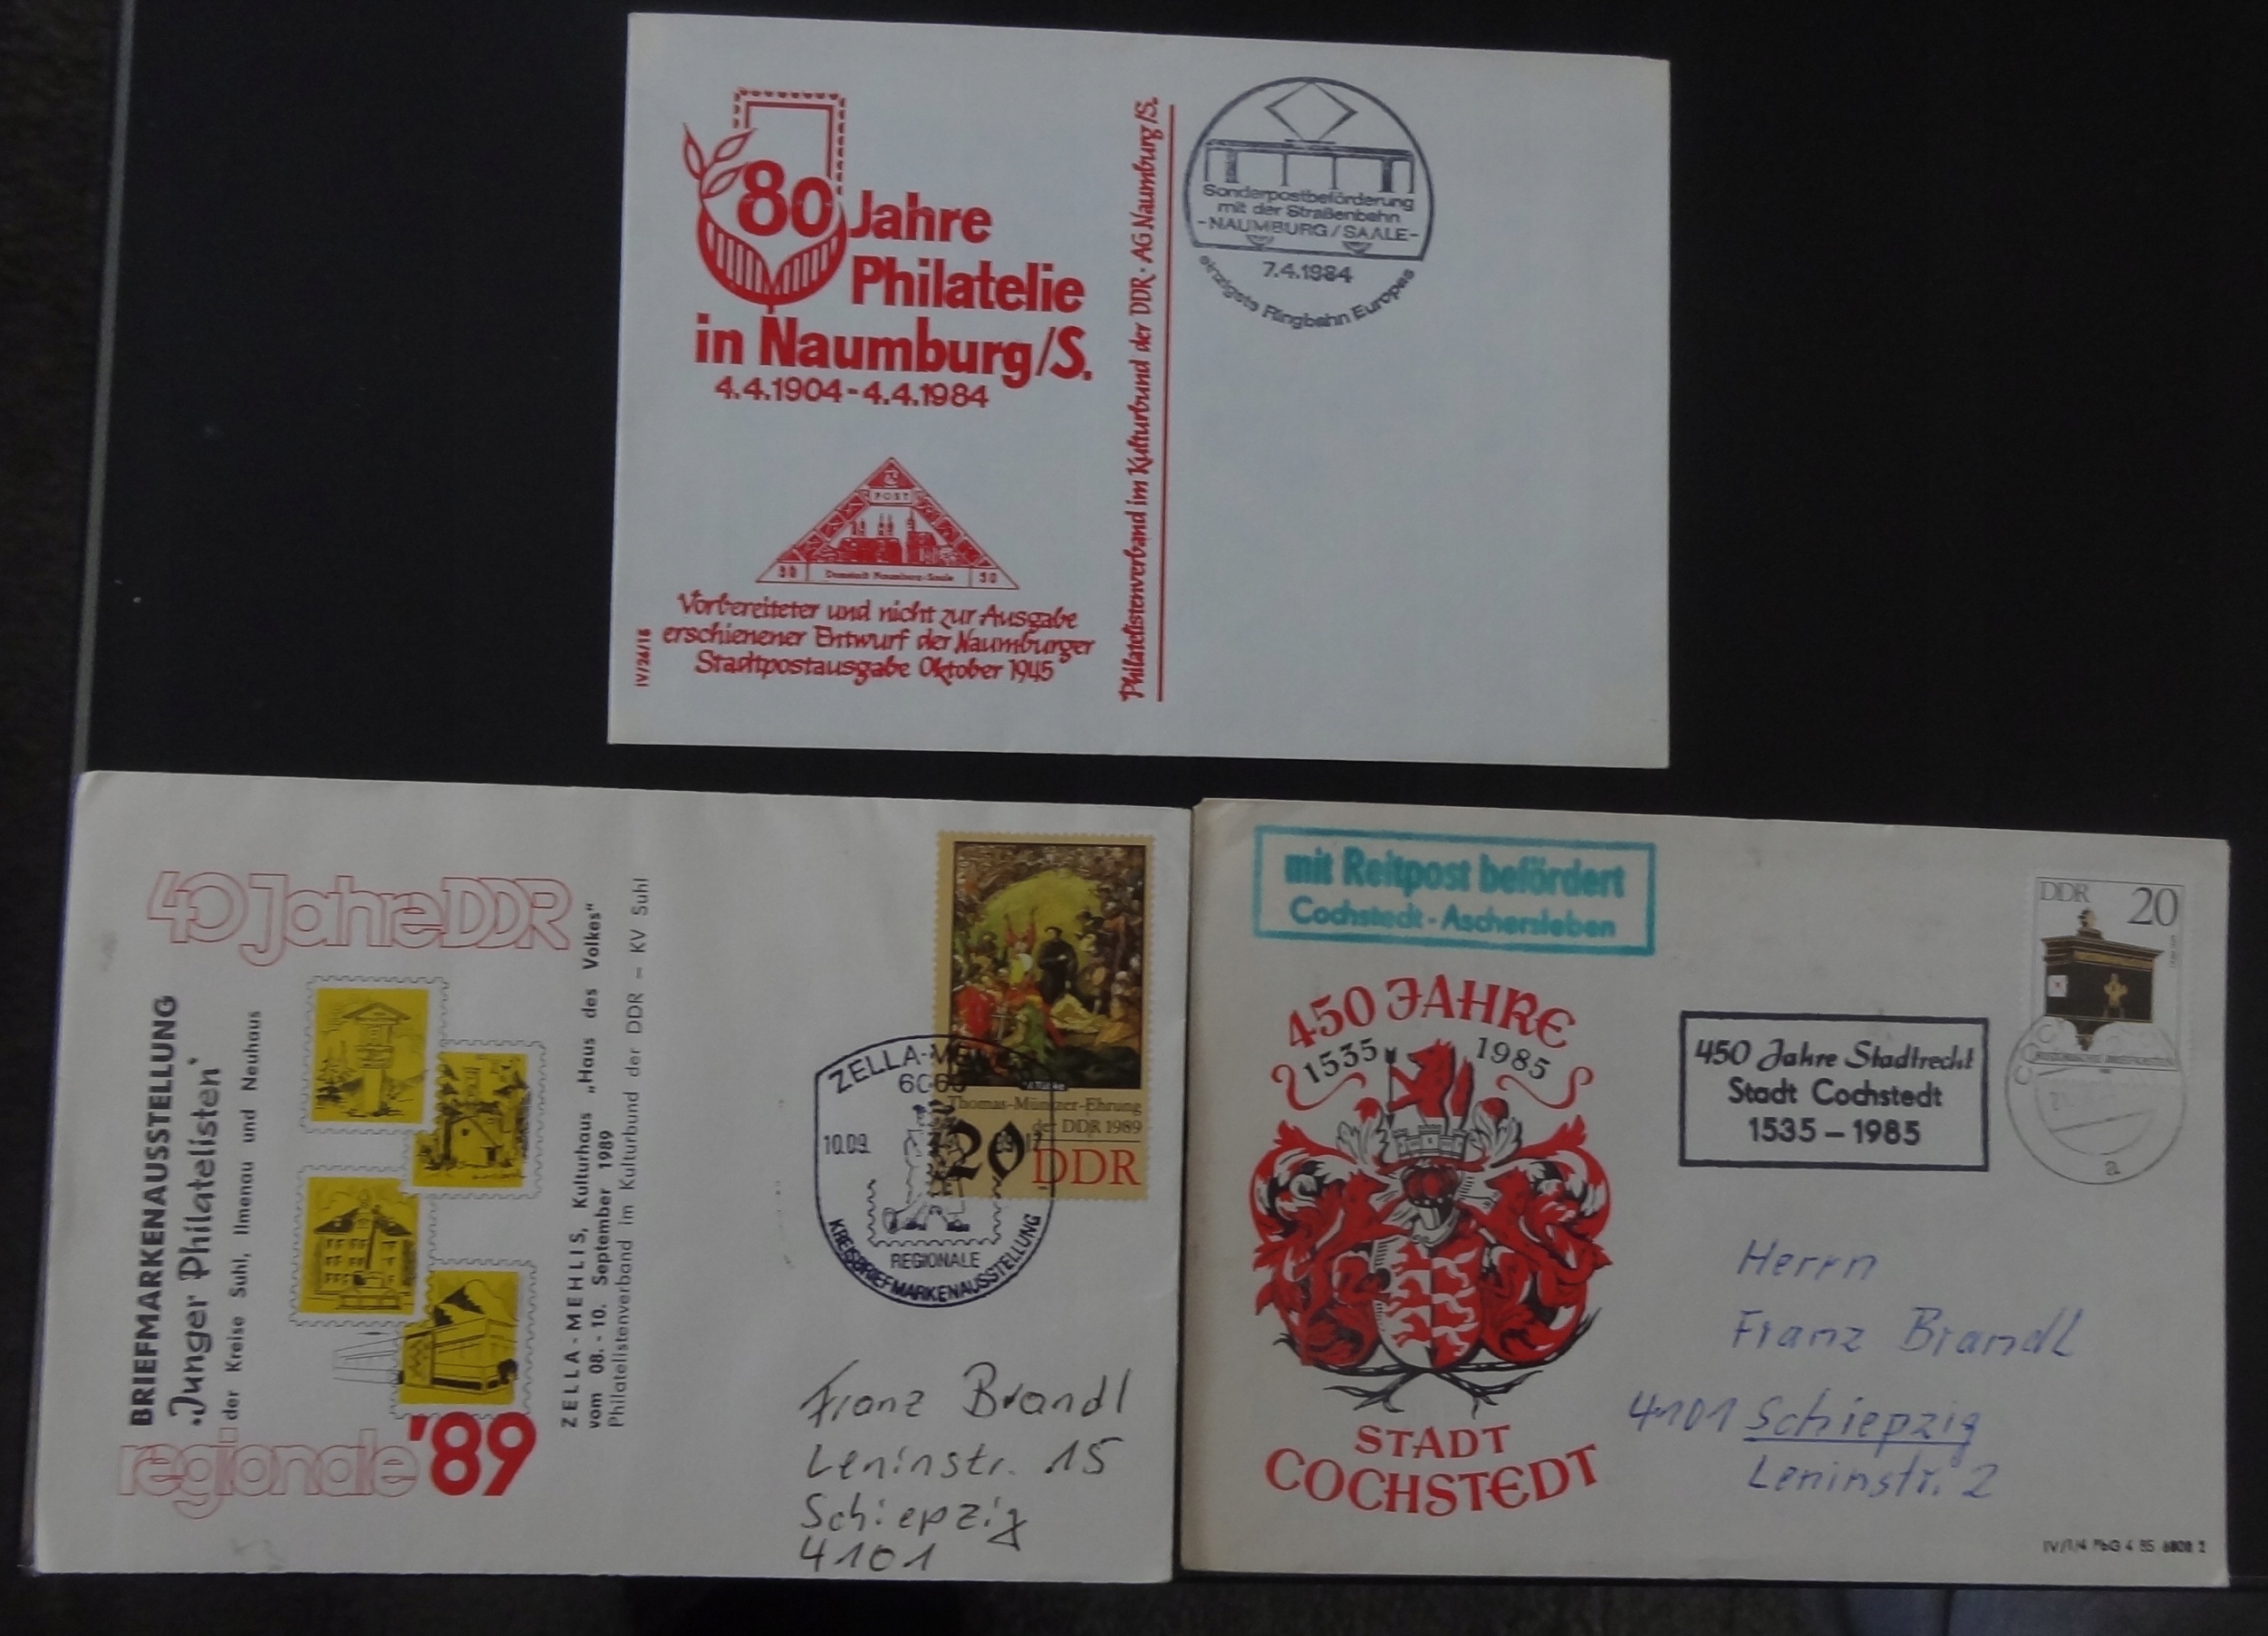 80 Jahre
Philatelie
in Naumburg/S.
4.4.1904-4.4.1984
POST
50
Vorbereiteter und nicht zur Ausgabe
erschienener Entwurf der Naumburger
Stadtpostausgabe Oktober 1945
IV/26/18
Philatelistenverband im Kulturbund der DDR · AG Naumburg/S.
Sonderpostbeförderung
mit der Straßenbahn
-NAUMBURG/SAALE-
7.4.1984
einzigste Ringbahn Europas
40 Jahre DDR
BRIEFMARKENAUSSTELLUNG
"Junger Philatelisten"
der Kreise Suhl, Ilmenau und Neuhaus
regionale '89
ZELLA-MEHLIS, Kulturhaus „Haus des Volkes“
vom 08. - 10. September 1989
Philatelistenverband im Kulturbund der DDR – KV Suhl
Thomas-Müntzer-Ehrung
der DDR 1989
20 DDR
10.09.
REGIONALE
KREISBRIEFMARKENAUSSTELLUNG
Franz Brandl
Leninstr. 15
Schiepzig
4101
mit Reitpost befördert
Cochstedt - Aschersleben
450 JAHRE
1535 1985
STADT
COCHSTEDT
450 Jahre Stadtrecht
Stadt Cochstedt
1535 – 1985
DDR 20
a
Herrn
Franz Brandl
4101 Schiepzig
Leninstr. 2